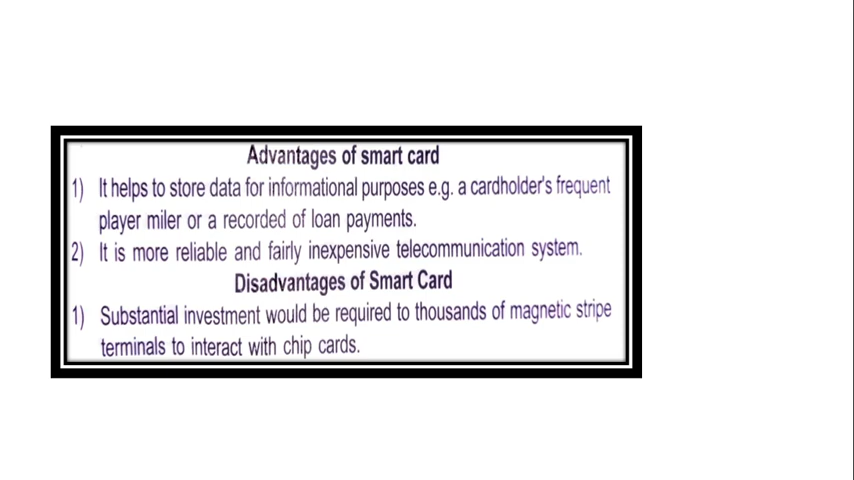 Advantages of smart card
1) It helps to store data for informational purposes e.g. a cardholder's frequent
player miler or a recorded of loan payments.
2) It is more reliable and fairly inexpensive telecommunication system.
Disadvantages of Smart Card
1) Substantial investment would be required to thousands of magnetic stripe
terminals to interact with chip cards.